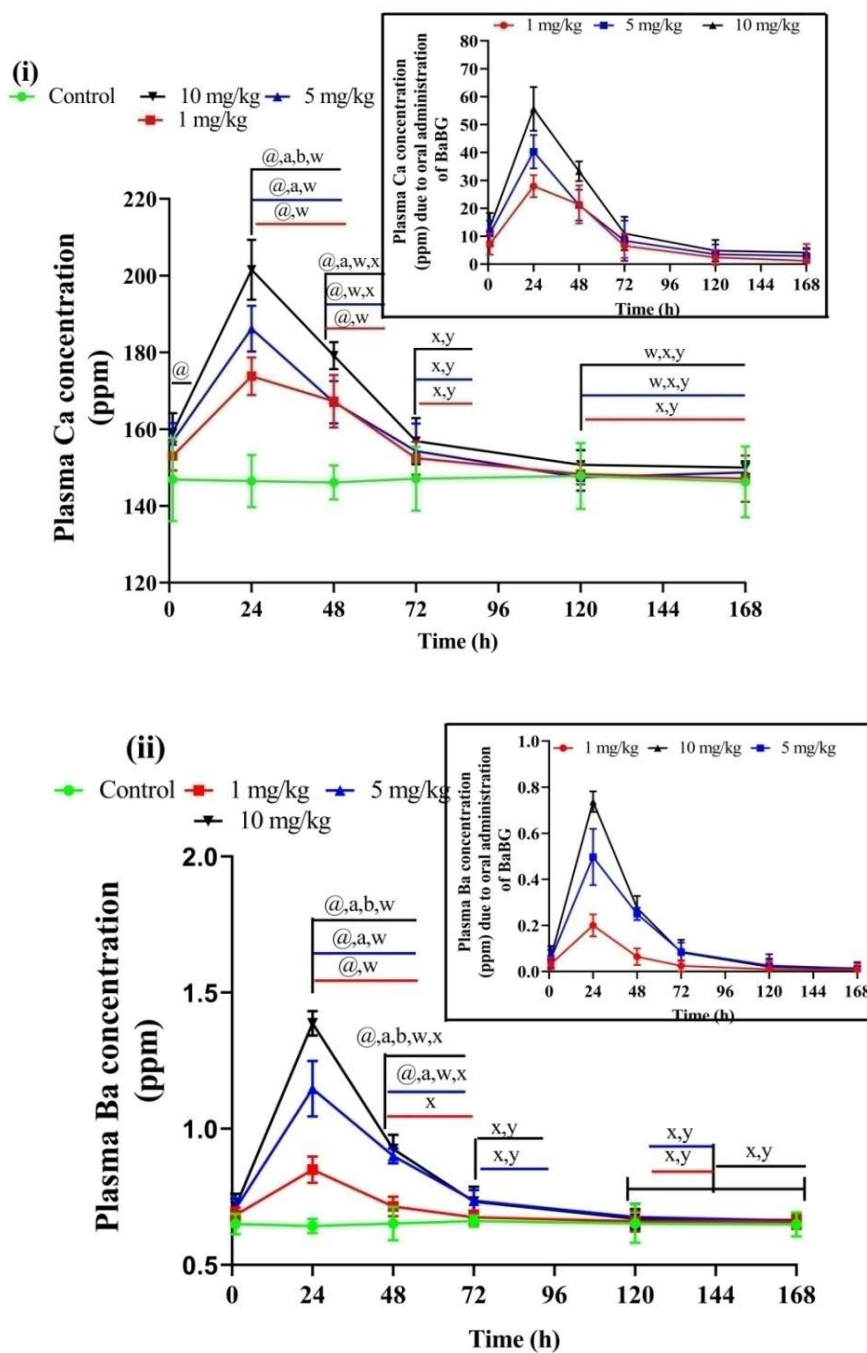 (i)
Control 10 mg/kg 5 mg/kg
1 mg/kg
Plasma Ca concentration
(ppm)
220
200
180
160
140
120
@,a,b,w
@,a,w
@,w
@,a,w,x
@,w,x
@,w
@
x,y
x,y
x,y
w,x,y
w,x,y
x,y
0 24 48 72 96 120 144 168
Time (h)
1 mg/kg 5 mg/kg 10 mg/kg
Plasma Ca concentration
(ppm) due to oral administration
of BaBG
80
70
60
50
40
30
20
10
0
0 24 48 72 96 120 144 168
Time (h)
(ii)
Control 1 mg/kg 5 mg/kg
10 mg/kg
Plasma Ba concentration
(ppm)
2.0
1.5
1.0
0.5
@,a,b,w
@,a,w
@,w
@,a,b,w,x
@,a,w,x
x
x,y
x,y
x,y
x,y
x,y
0 24 48 72 96 120 144 168
Time (h)
1 mg/kg 10 mg/kg 5 mg/kg
Plasma Ba concentration
(ppm) due to oral administration
of BaBG
1.0
0.8
0.6
0.4
0.2
0.0
0 24 48 72 96 120 144 168
Time (h)